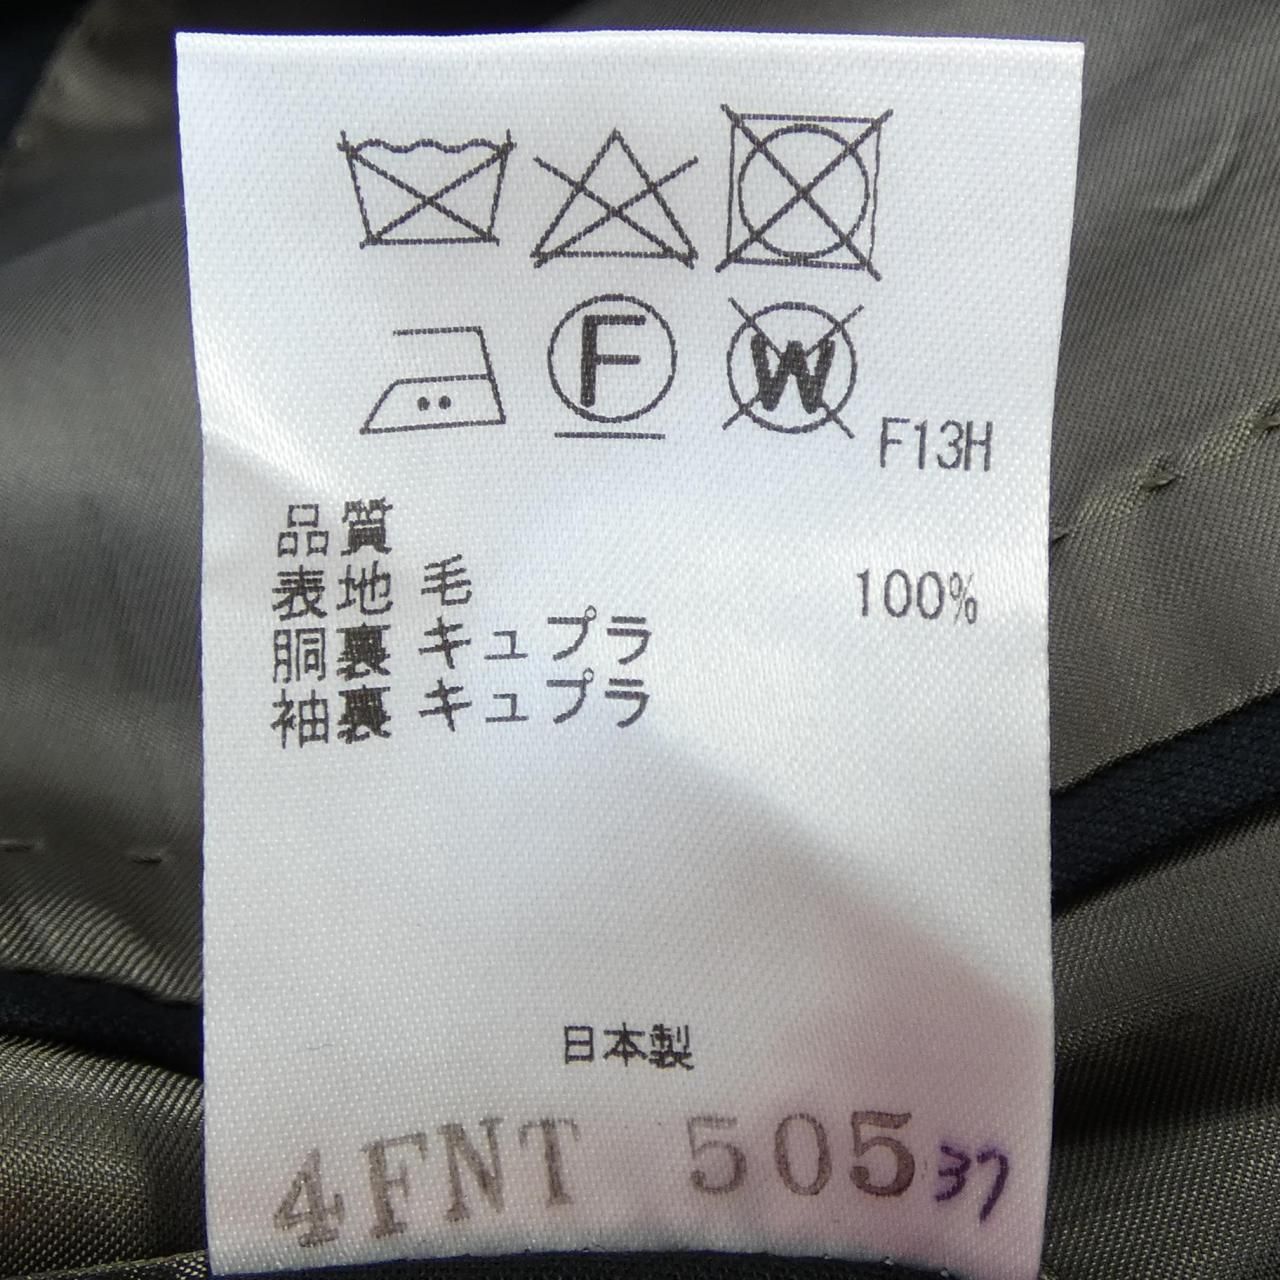 F
W
F13H
品質
表地 毛 100%
胴裏 キュプラ
袖裏 キュプラ
日本製
4FNT 505 37